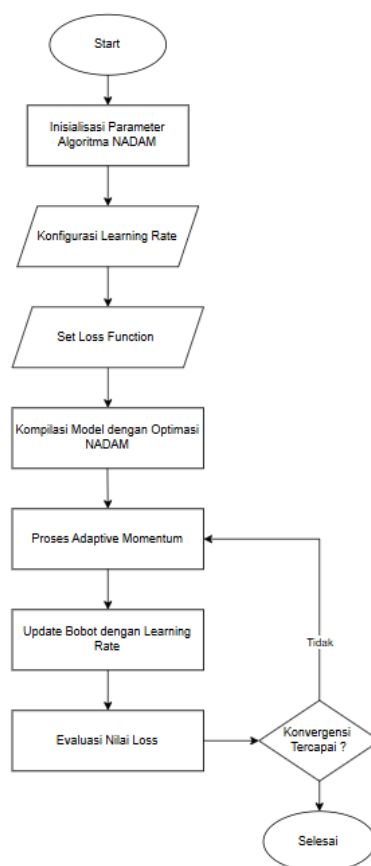 Start
Inisialisasi Parameter
Algoritma NADAM
Konfigurasi Learning Rate
Set Loss Function
Kompilasi Model dengan Optimasi
NADAM
Proses Adaptive Momentum
Update Bobot dengan Learning
Rate
Evaluasi Nilai Loss
Tidak
Konvergensi
Tercapai ?
Selesai